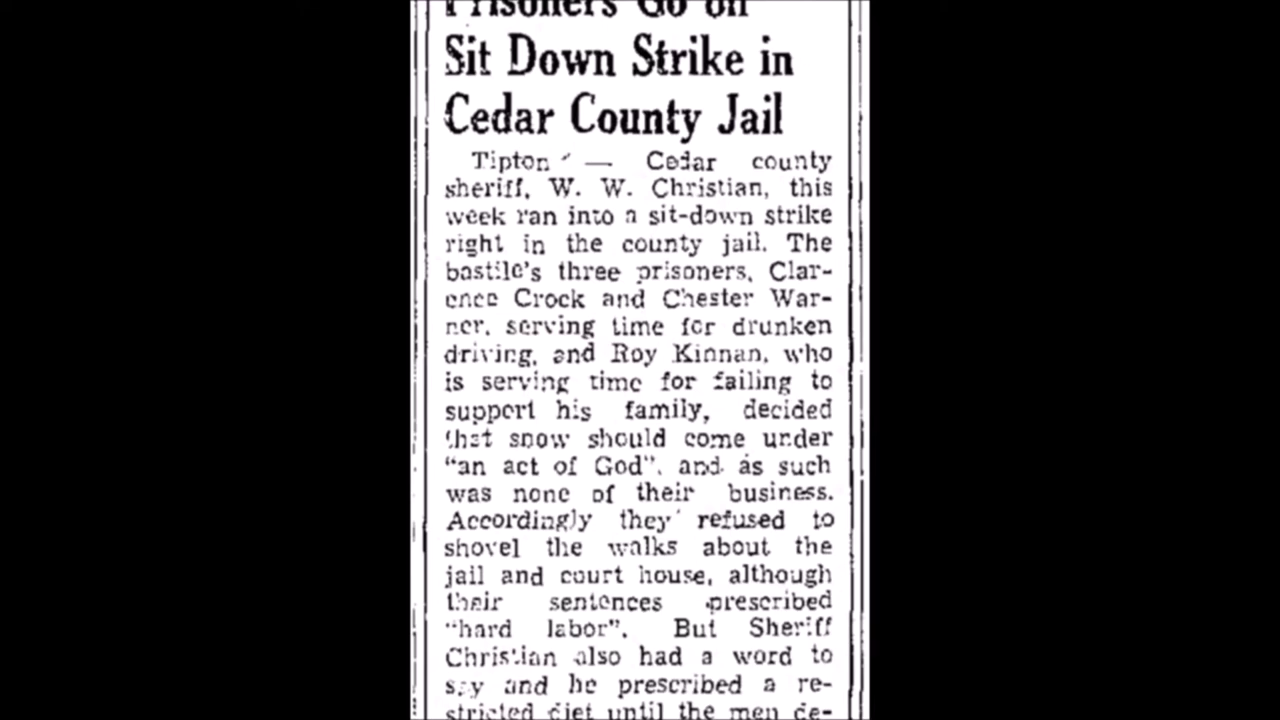 Prisoners Go on
Sit Down Strike in
Cedar County Jail
Tipton — Cedar county
sheriff, W. W. Christian, this
week ran into a sit-down strike
right in the county jail. The
bastile's three prisoners, Clar-
ence Crock and Chester War-
ner, serving time for drunken
driving, and Roy Kinnan, who
is serving time for failing to
support his family, decided
that snow should come under
"an act of God", and as such
was none of their business.
Accordingly they refused to
shovel the walks about the
jail and court house, although
their sentences prescribed
"hard labor". But Sheriff
Christian also had a word to
say and he prescribed a re-
stricted diet until the men de-